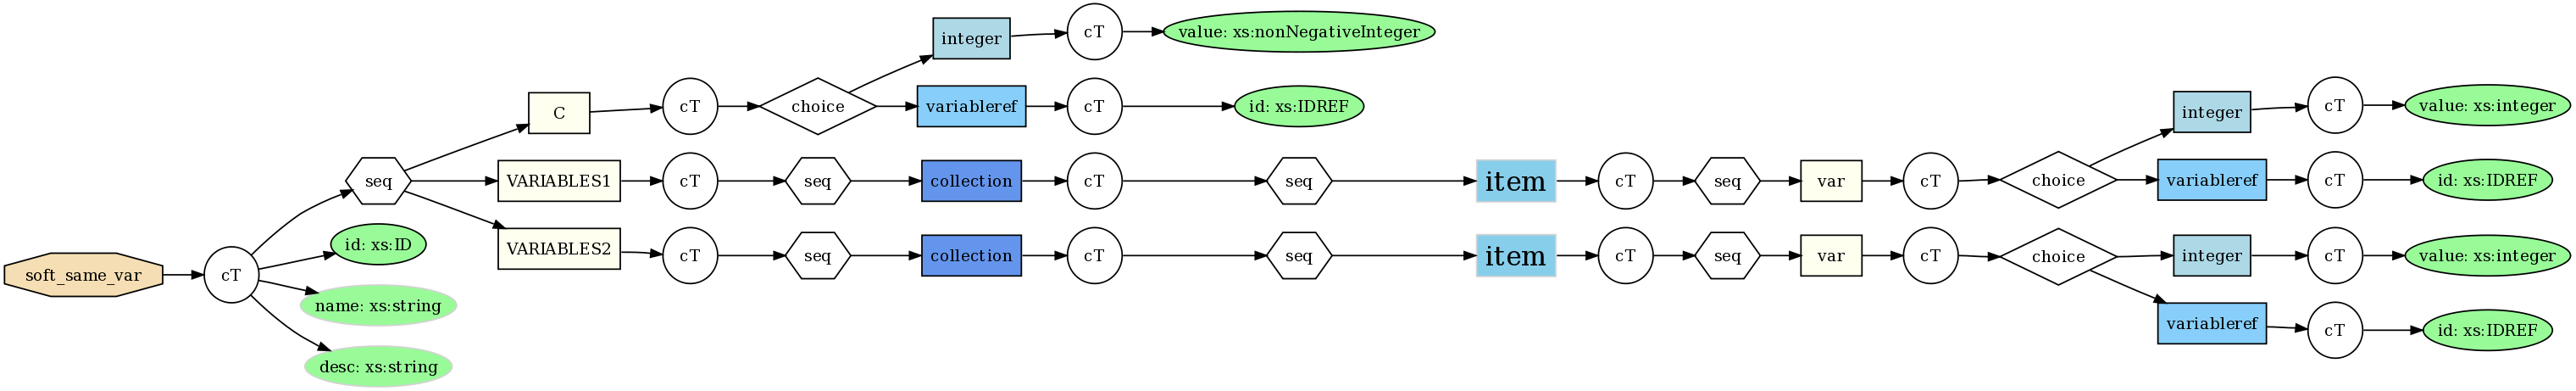 soft_same_var
cT
seq
id: xs:ID
name: xs:string
desc: xs:string
C
cT
choice
integer
cT
value: xs:nonNegativeInteger
variableref
cT
id: xs:IDREF
VARIABLES1
cT
seq
collection
cT
seq
item
cT
seq
var
cT
choice
integer
cT
value: xs:integer
variableref
cT
id: xs:IDREF
VARIABLES2
cT
seq
collection
cT
seq
item
cT
seq
var
cT
choice
integer
cT
value: xs:integer
variableref
cT
id: xs:IDREF